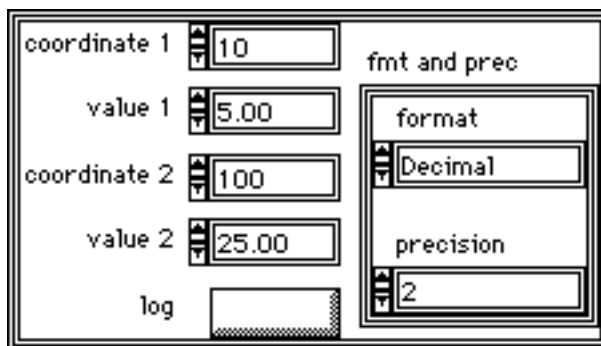 coordinate 1 10
value 1 5.00
coordinate 2 100
value 2 25.00
log
fmt and prec
format
Decimal
precision
2